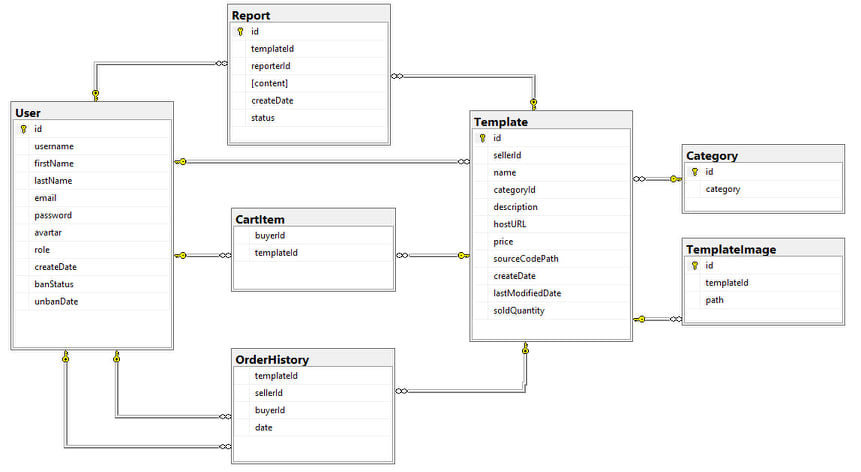 Report
id
templateId
reporterId
[content]
createDate
status
User
id
username
firstName
lastName
email
password
avartar
role
createDate
banStatus
unbanDate
CartItem
buyerId
templateId
OrderHistory
templateId
sellerId
buyerId
date
Template
id
sellerId
name
categoryId
description
hostURL
price
sourceCodePath
createDate
lastModifiedDate
soldQuantity
Category
id
category
TemplateImage
id
templateId
path